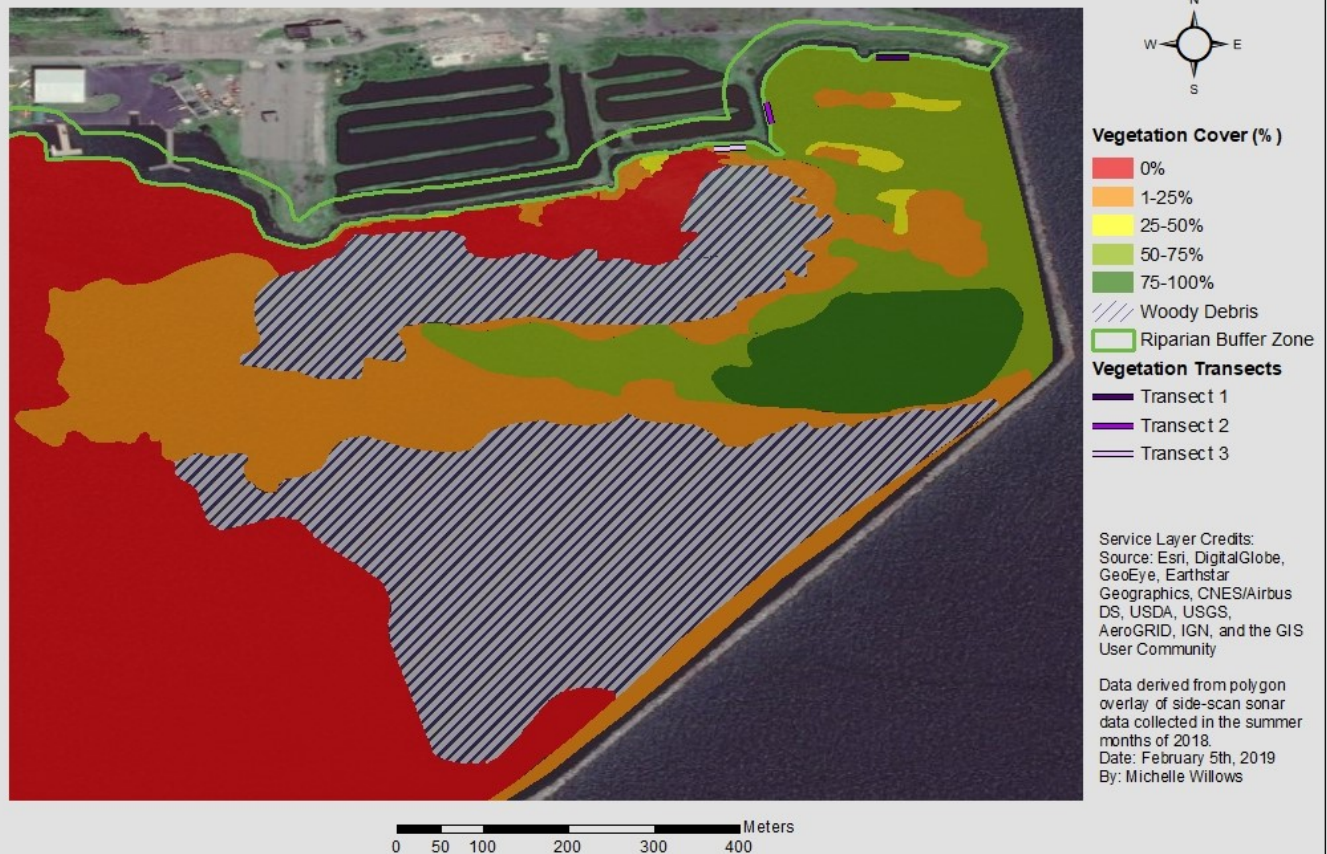 N
W
E
S
Vegetation Cover (%)
0%
1-25%
25-50%
50-75%
75-100%
Woody Debris
Riparian Buffer Zone
Vegetation Transects
Transect 1
Transect 2
Transect 3
Service Layer Credits:
Source: Esri, DigitalGlobe,
GeoEye, Earthstar
Geographics, CNES/Airbus
DS, USDA, USGS,
AeroGRID, IGN, and the GIS
User Community
Data derived from polygon
overlay of side-scan sonar
data collected in the summer
months of 2018.
Date: February 5th, 2019
By: Michelle Willows
Meters
0 50 100 200 300 400